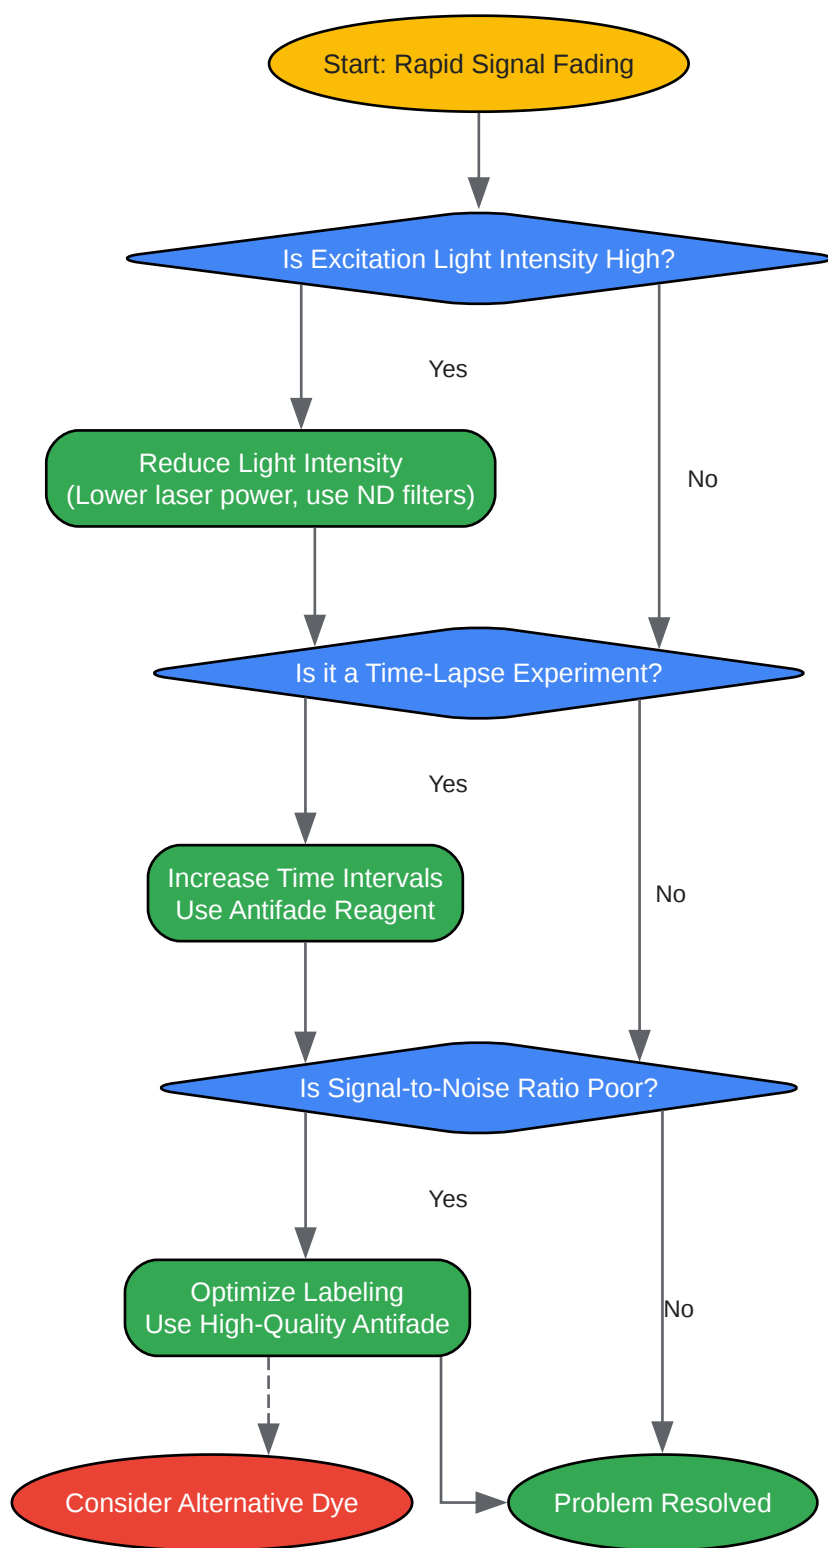 Start: Rapid Signal Fading
Is Excitation Light Intensity High?
Yes
Reduce Light Intensity
(Lower laser power, use ND filters)
No
Is it a Time-Lapse Experiment?
Yes
Increase Time Intervals
Use Antifade Reagent
No
Is Signal-to-Noise Ratio Poor?
Yes
Optimize Labeling
Use High-Quality Antifade
No
Consider Alternative Dye
Problem Resolved